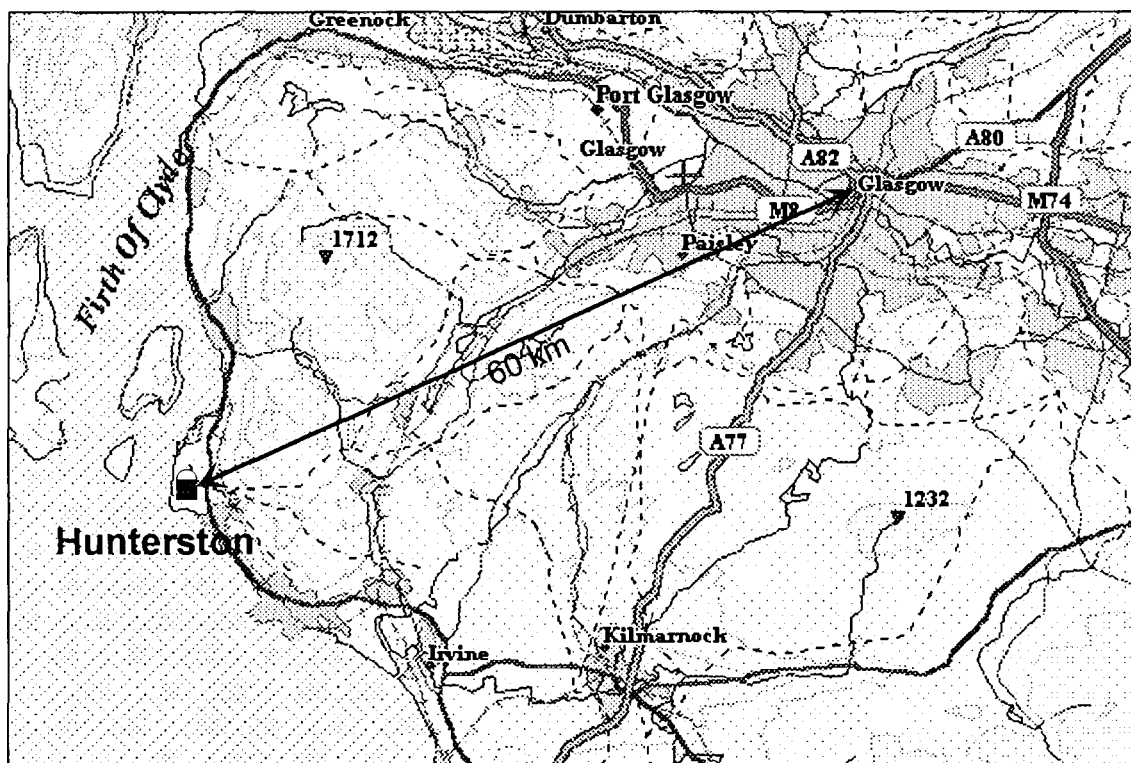 Greenock
Dumbarton
Port Glasgow
Glasgow
A82
A80
Glasgow
M8
M74
Paisley
1712
Firth Of Clyde
60 km
A77
1232
Hunterston
Kilmarnock
Irvine